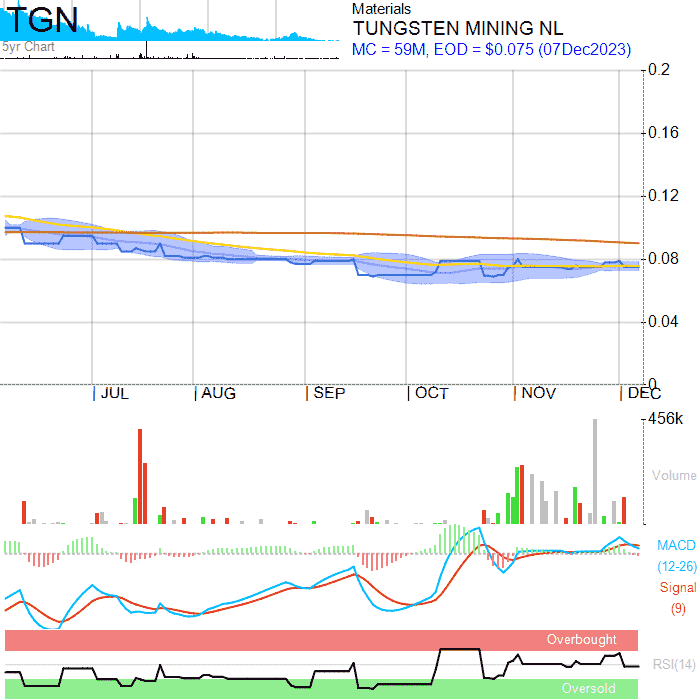 TGN
5yr Chart
Materials
TUNGSTEN MINING NL
MC = 59M, EOD = $0.075 (07Dec2023)
0.2
0.16
0.12
0.08
0.04
0
JUL
AUG
SEP
OCT
NOV
DEC
456k
Volume
MACD
(12-26)
Signal
(9)
Overbought
RSI(14)
Oversold